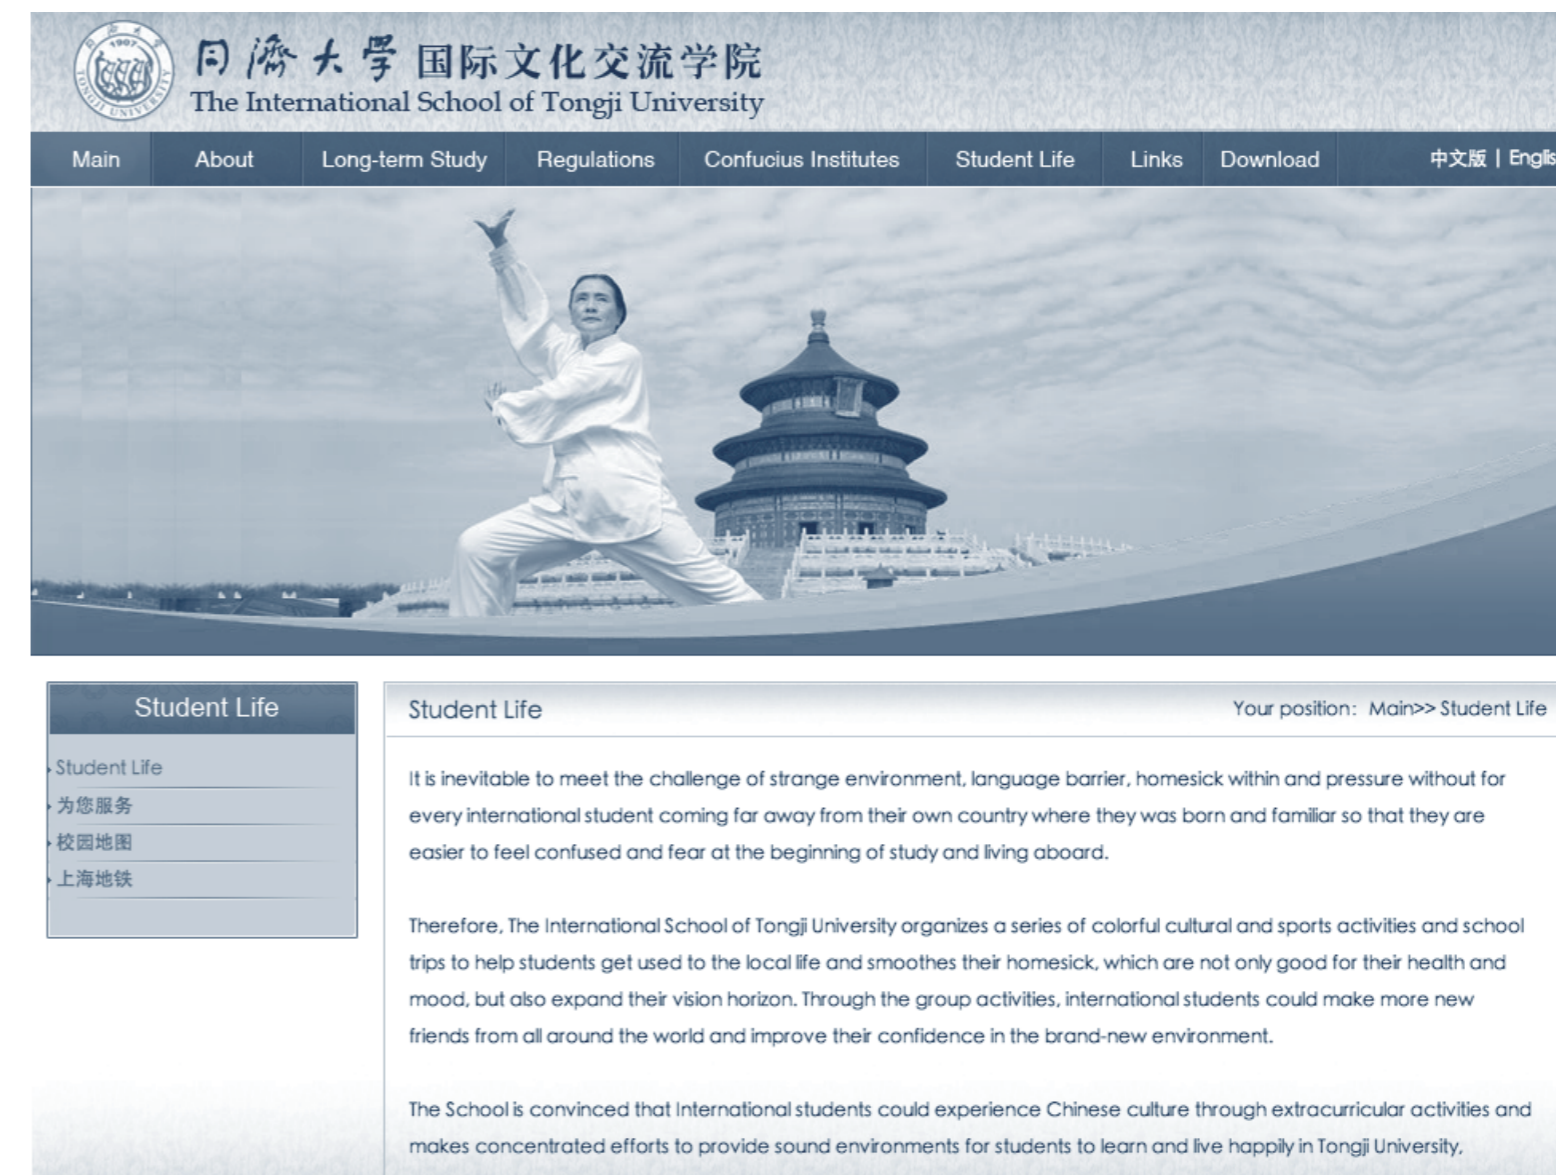 同濟大學 国际文化交流学院
The International School of Tongji University
1907
TONGJI UNIVERSITY
Main About Long-term Study Regulations Confucius Institutes Student Life Links Download 中文版 | Englis
Student Life
Student Life
为您服务
校园地图
上海地铁
Student Life Your position: Main>> Student Life
It is inevitable to meet the challenge of strange environment, language barrier, homesick within and pressure without for
every international student coming far away from their own country where they was born and familiar so that they are
easier to feel confused and fear at the beginning of study and living aboard.
Therefore, The International School of Tongji University organizes a series of colorful cultural and sports activities and school
trips to help students get used to the local life and smoothes their homesick, which are not only good for their health and
mood, but also expand their vision horizon. Through the group activities, international students could make more new
friends from all around the world and improve their confidence in the brand-new environment.
The School is convinced that International students could experience Chinese culture through extracurricular activities and
makes concentrated efforts to provide sound environments for students to learn and live happily in Tongji University,